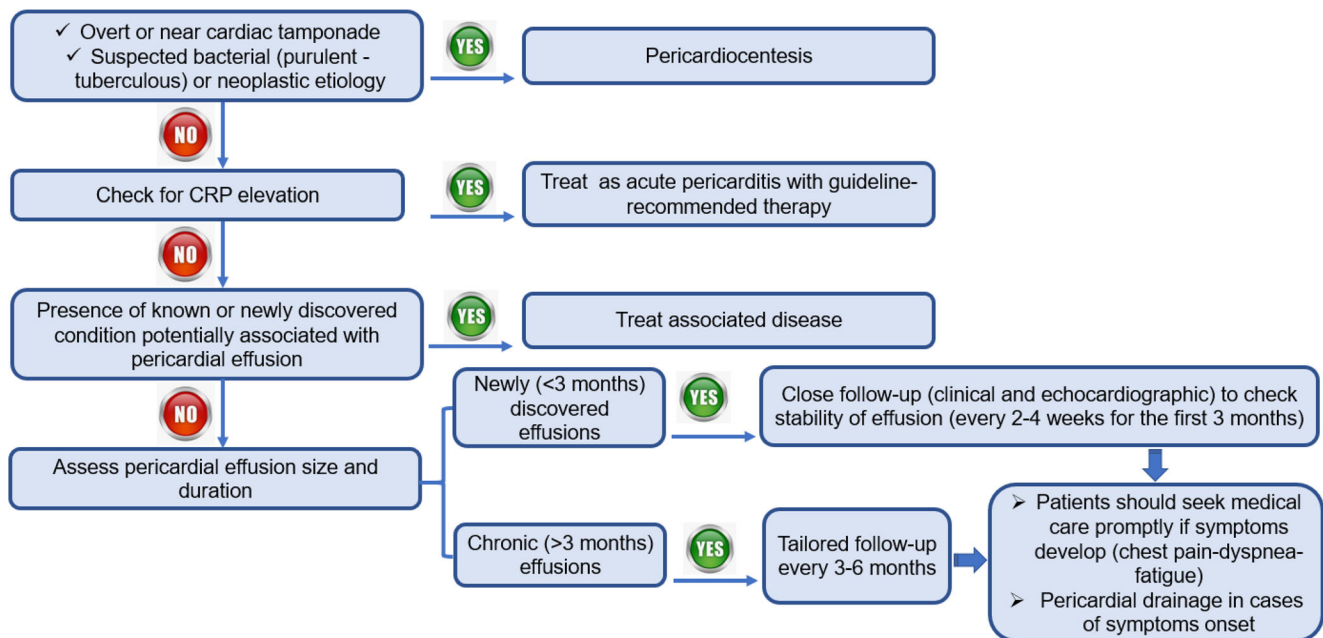 ✓ Overt or near cardiac tamponade
✓ Suspected bacterial (purulent -
tuberculous) or neoplastic etiology
YES
Pericardiocentesis
NO
Check for CRP elevation
YES
Treat as acute pericarditis with guideline-
recommended therapy
NO
Presence of known or newly discovered
condition potentially associated with
pericardial effusion
YES
Treat associated disease
NO
Assess pericardial effusion size and
duration
Newly (<3 months)
discovered
effusions
YES
Close follow-up (clinical and echocardiographic) to check
stability of effusion (every 2-4 weeks for the first 3 months)
Chronic (>3 months)
effusions
YES
Tailored follow-up
every 3-6 months
➢ Patients should seek medical
care promptly if symptoms
develop (chest pain-dyspnea-
fatigue)
➢ Pericardial drainage in cases
of symptoms onset